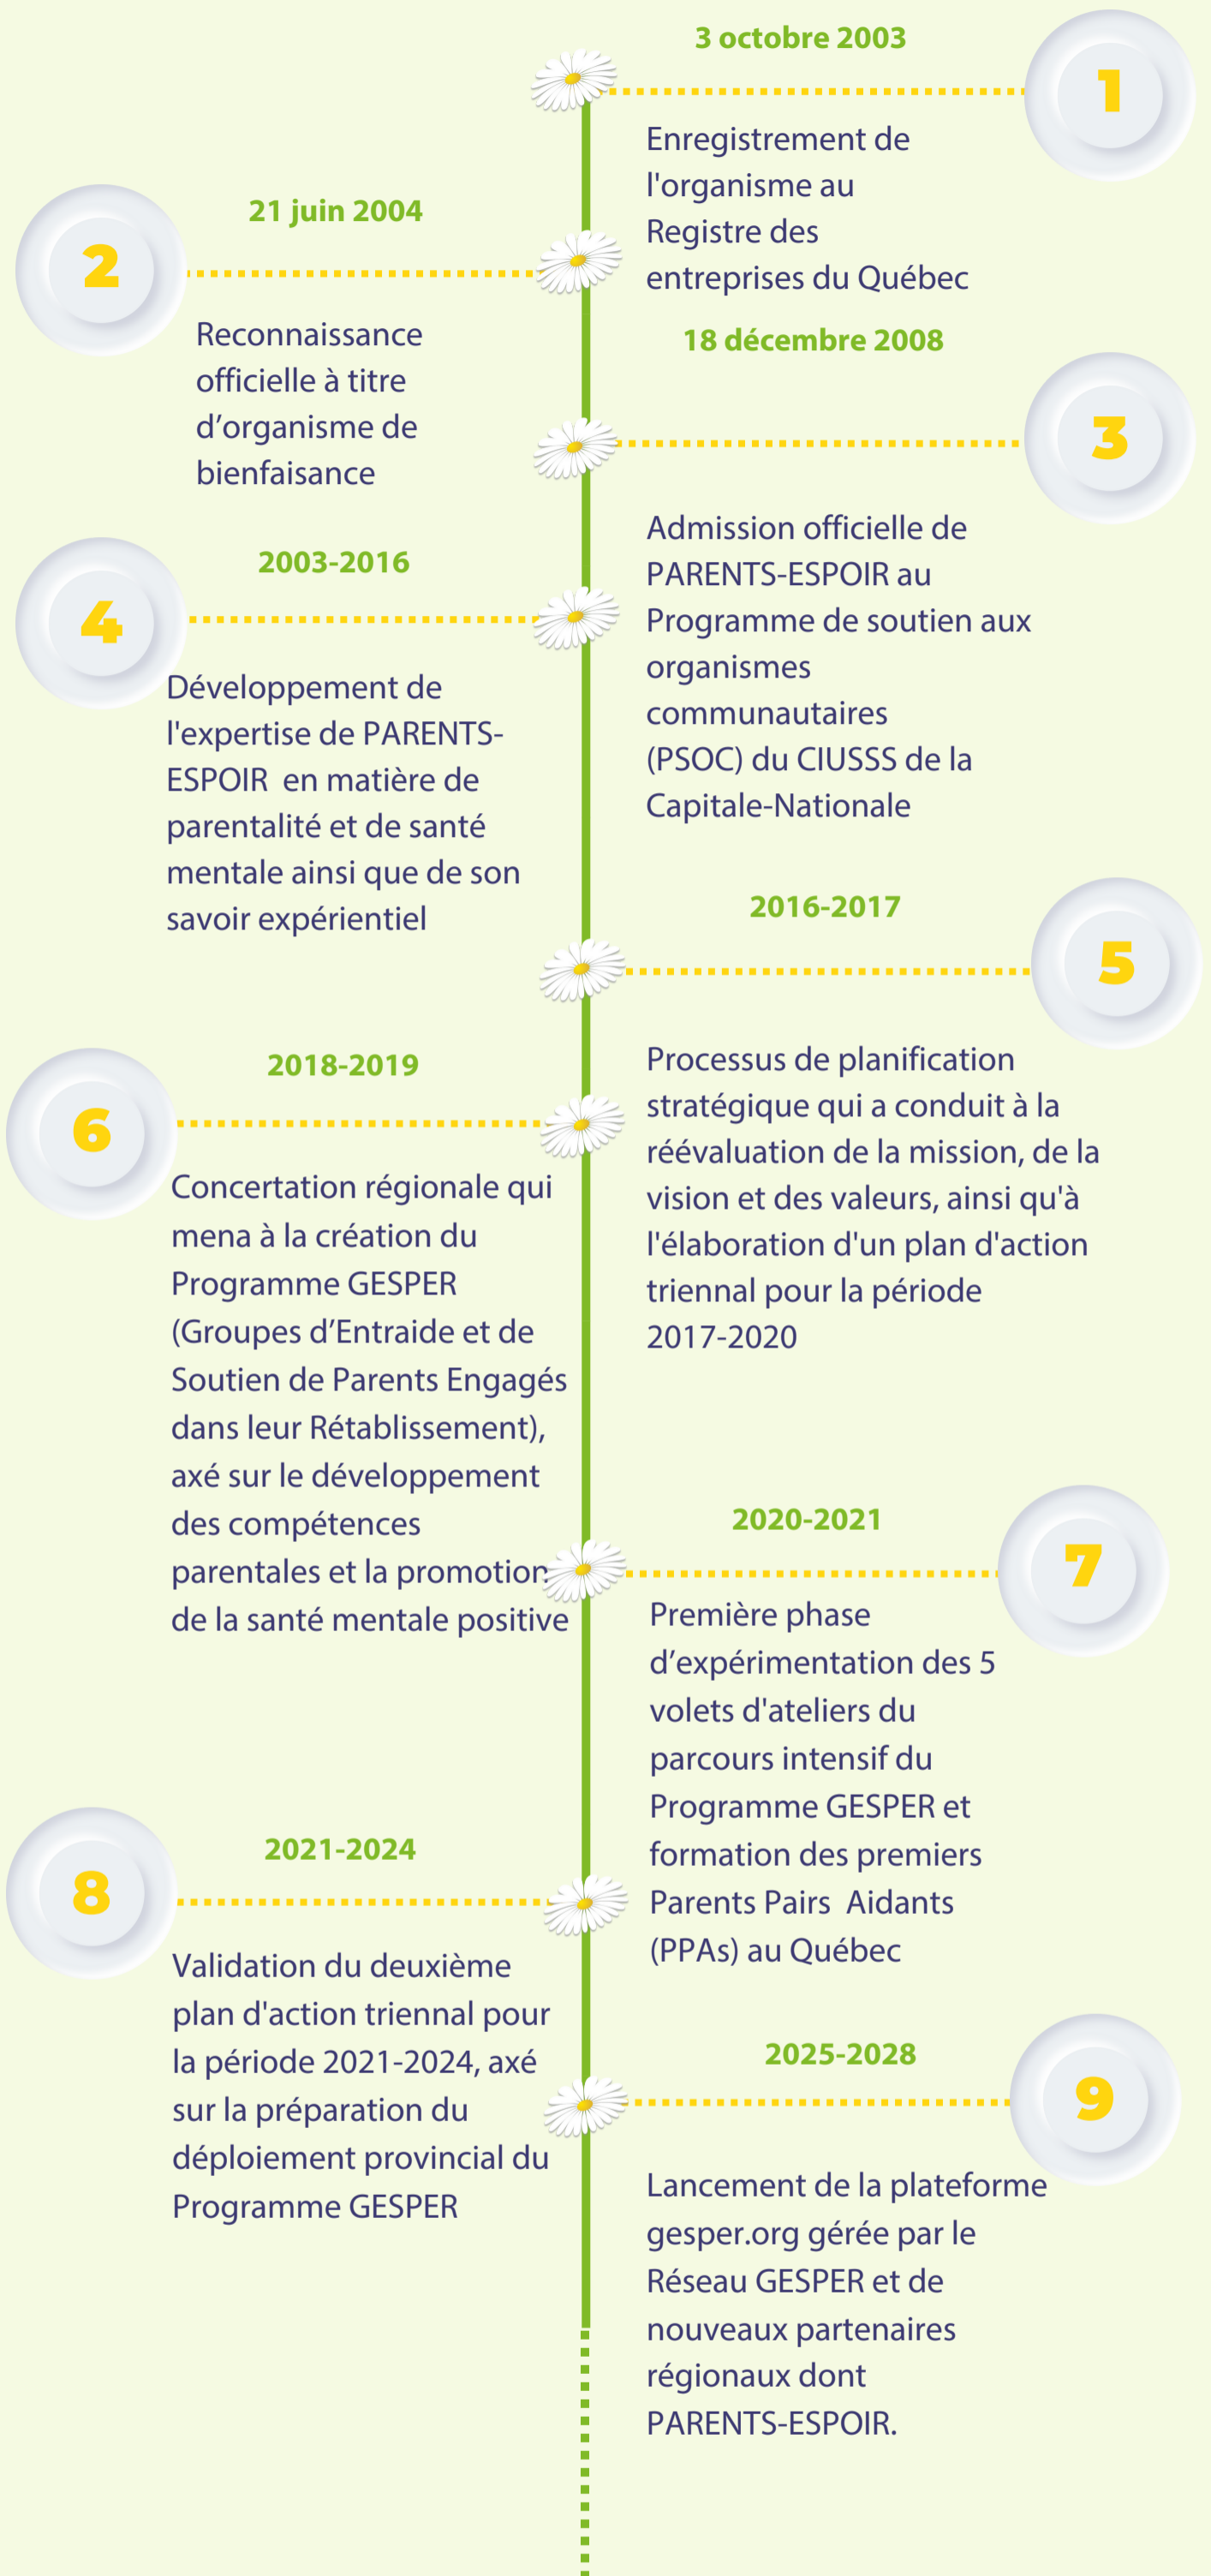 3 octobre 2003
1
Enregistrement de
l'organisme au
Registre des
entreprises du Québec
21 juin 2004
2
Reconnaissance
officielle à titre
d’organisme de
bienfaisance
18 décembre 2008
3
Admission officielle de
PARENTS-ESPOIR au
Programme de soutien aux
organismes
communautaires
(PSOC) du CIUSSS de la
Capitale-Nationale
2003-2016
4
Développement de
l'expertise de PARENTS-
ESPOIR en matière de
parentalité et de santé
mentale ainsi que de son
savoir expérientiel
2016-2017
5
Processus de planification
stratégique qui a conduit à la
réévaluation de la mission, de la
vision et des valeurs, ainsi qu'à
l'élaboration d'un plan d'action
triennal pour la période
2017-2020
2018-2019
6
Concertation régionale qui
mena à la création du
Programme GESPER
(Groupes d’Entraide et de
Soutien de Parents Engagés
dans leur Rétablissement),
axé sur le développement
des compétences
parentales et la promotion
de la santé mentale positive
2020-2021
7
Première phase
d’expérimentation des 5
volets d'ateliers du
parcours intensif du
Programme GESPER et
formation des premiers
Parents Pairs Aidants
(PPAs) au Québec
2021-2024
8
Validation du deuxième
plan d'action triennal pour
la période 2021-2024, axé
sur la préparation du
déploiement provincial du
Programme GESPER
2025-2028
9
Lancement de la plateforme
gesper.org gérée par le
Réseau GESPER et de
nouveaux partenaires
régionaux dont
PARENTS-ESPOIR.